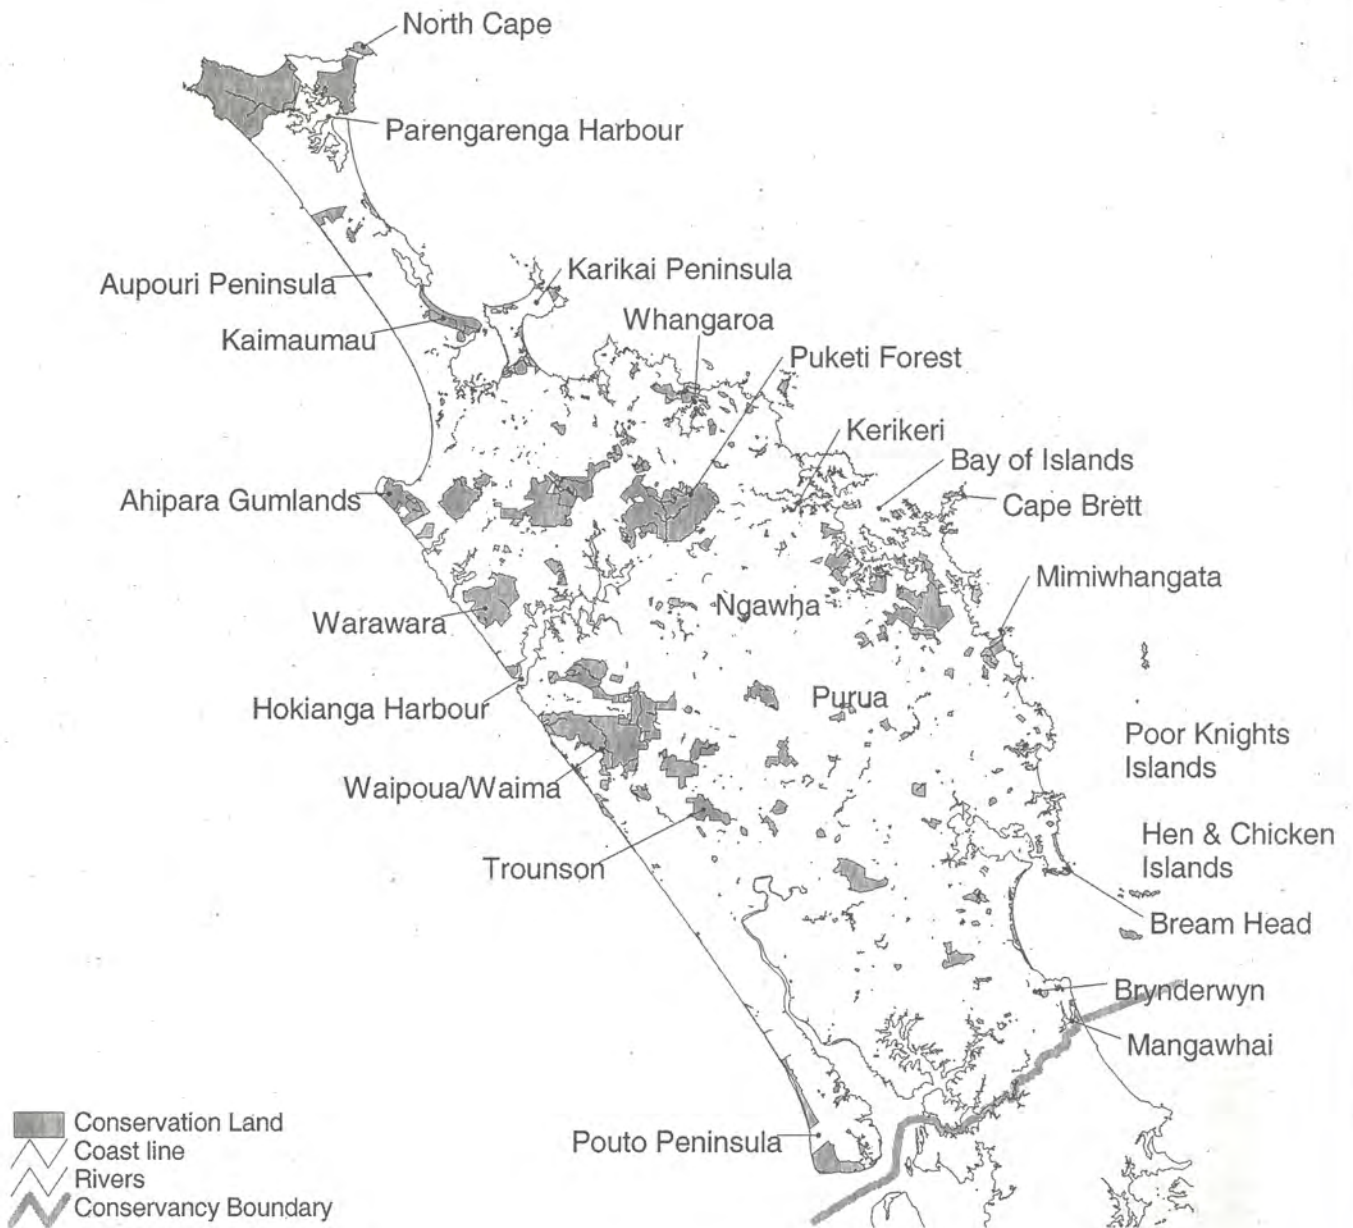 North Cape
Parengarenga Harbour
Aupouri Peninsula
Karikai Peninsula
Kaimaumau
Whangaroa
Puketi Forest
Kerikeri
Bay of Islands
Ahipara Gumlands
Cape Brett
Mimiwhangata
Ngawha
Warawara
Hokianga Harbour
Purua
Poor Knights
Islands
Waipoua/Waima
Hen & Chicken
Islands
Trounson
Bream Head
Brynderwyn
Mangawhai
Pouto Peninsula
Conservation Land
Coast line
Rivers
Conservancy Boundary